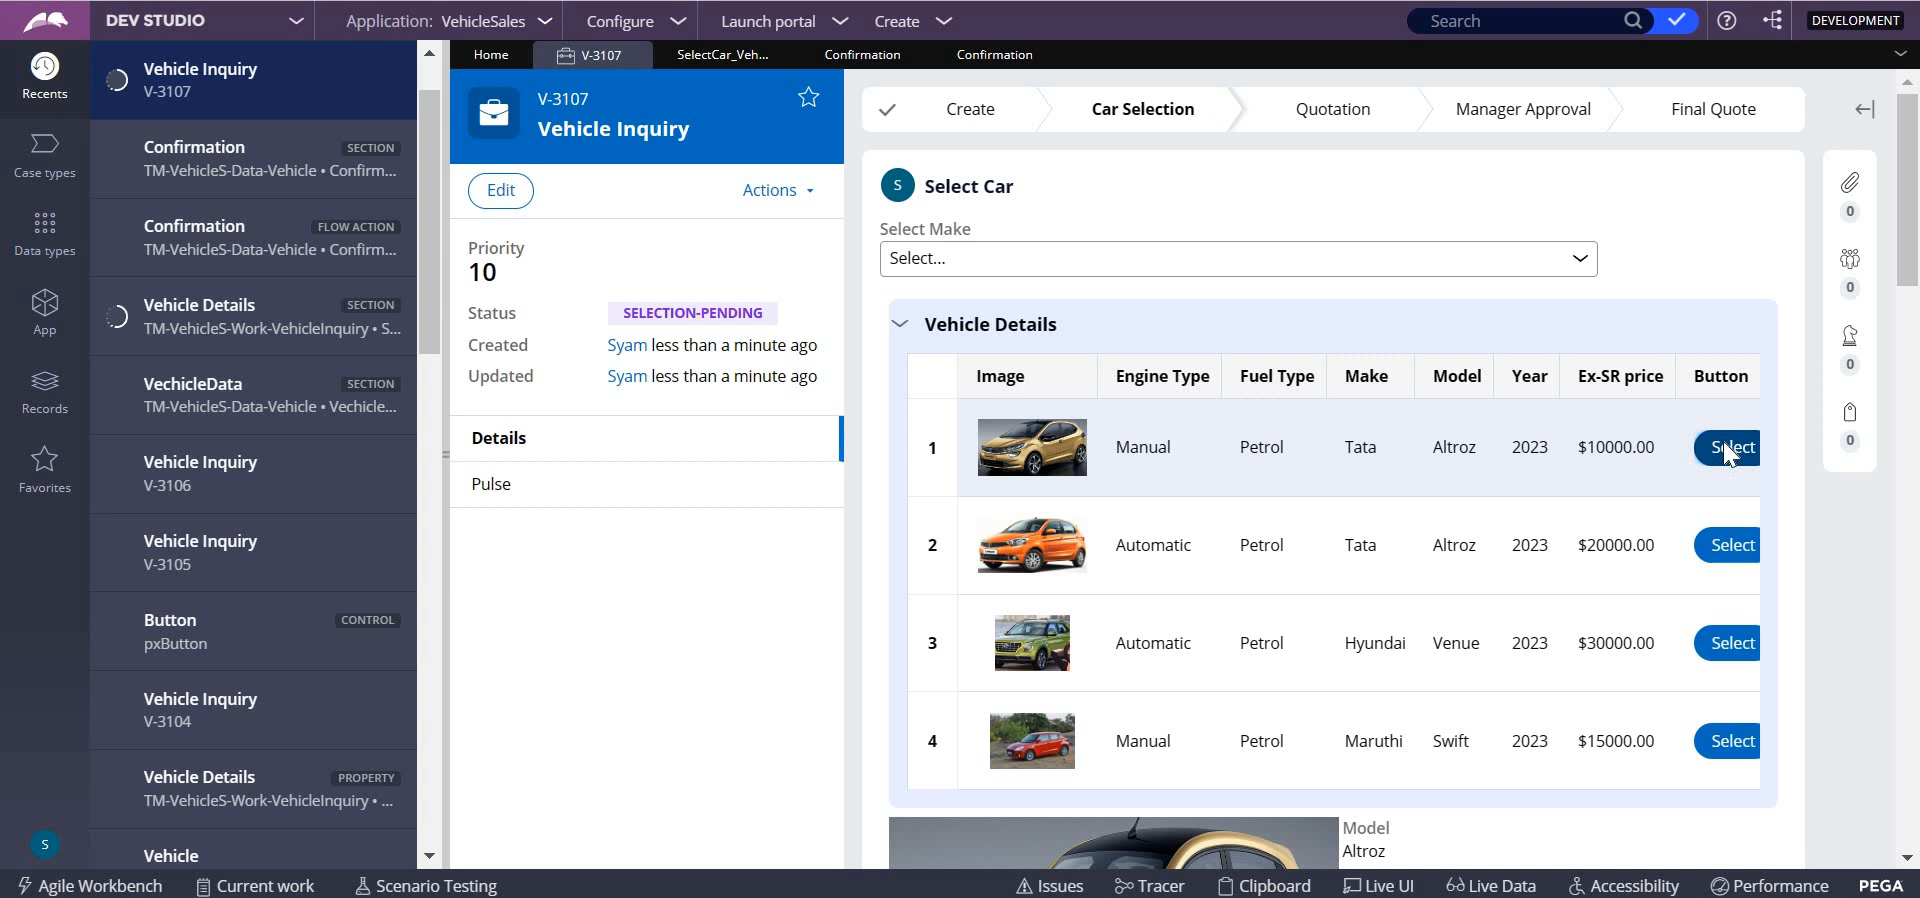 DEV STUDIO
Application: VehicleSales
Configure
Launch portal
Create
Search
DEVELOPMENT
Recents
Case types
Data types
App
Records
Favorites
S
Vehicle Inquiry
V-3107
Confirmation SECTION
TM-VehicleS-Data-Vehicle • Confirm...
Confirmation FLOW ACTION
TM-VehicleS-Data-Vehicle • Confirm...
Vehicle Details SECTION
TM-VehicleS-Work-VehicleInquiry • S...
VechicleData SECTION
TM-VehicleS-Data-Vehicle • Vechicle...
Vehicle Inquiry
V-3106
Vehicle Inquiry
V-3105
Button CONTROL
pxButton
Vehicle Inquiry
V-3104
Vehicle Details PROPERTY
TM-VehicleS-Work-VehicleInquiry • ...
Vehicle
Home V-3107 SelectCar_Veh... Confirmation Confirmation
V-3107
Vehicle Inquiry
Edit
Actions
Priority
10
Status SELECTION-PENDING
Created Syam less than a minute ago
Updated Syam less than a minute ago
Details
Pulse
Create Car Selection Quotation Manager Approval Final Quote
S Select Car
Select Make
Select...
Vehicle Details
Image Engine Type Fuel Type Make Model Year Ex-SR price Button
1 Manual Petrol Tata Altroz 2023 $10000.00 Select
2 Automatic Petrol Tata Altroz 2023 $20000.00 Select
3 Automatic Petrol Hyundai Venue 2023 $30000.00 Select
4 Manual Petrol Maruthi Swift 2023 $15000.00 Select
Model
Altroz
0
0
0
0
Agile Workbench Current work Scenario Testing Issues Tracer Clipboard Live UI Live Data Accessibility Performance PEGA